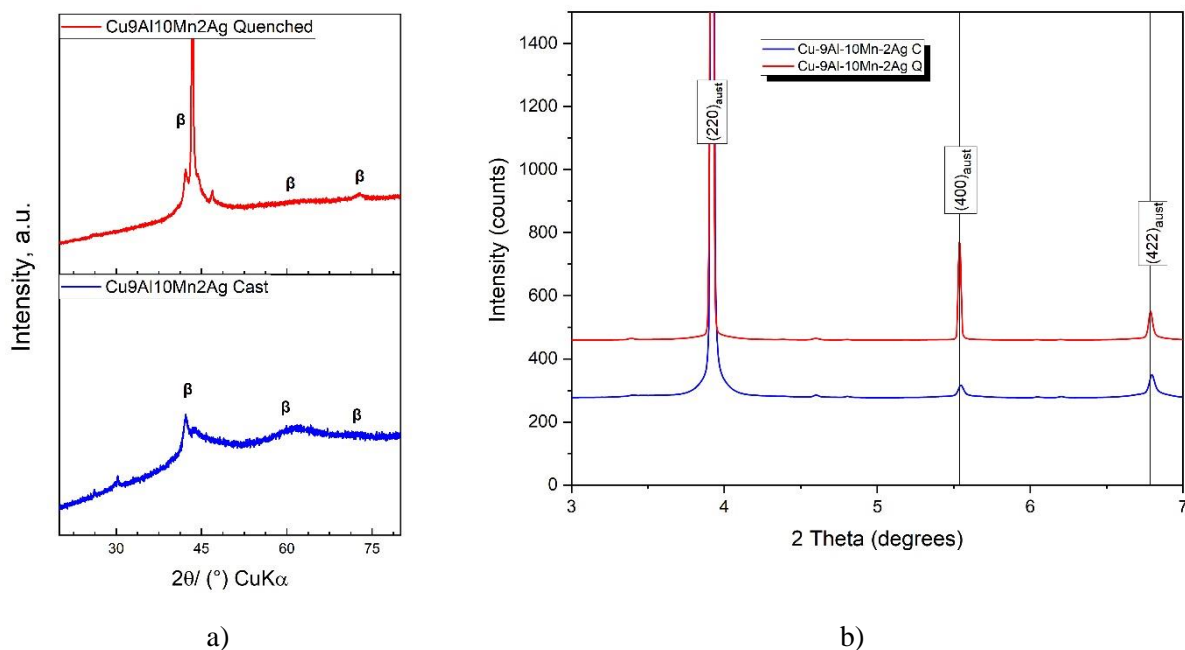 Cu9Al10Mn2Ag Quenched
β
β
β
Cu9Al10Mn2Ag Cast
β
β
β
Intensity, a.u.
30 45 60 75
2θ/ (°) CuKα
a)
Cu-9Al-10Mn-2Ag C
Cu-9Al-10Mn-2Ag Q
(220)aust
(400)aust
(422)aust
Intensity (counts)
1400
1200
1000
800
600
400
200
0
3 4 5 6 7
2 Theta (degrees)
b)